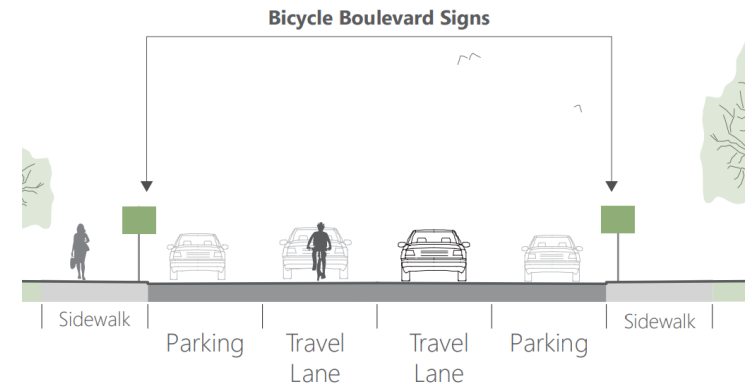 Bicycle Boulevard Signs
Sidewalk
Parking
Travel
Lane
Travel
Lane
Parking
Sidewalk